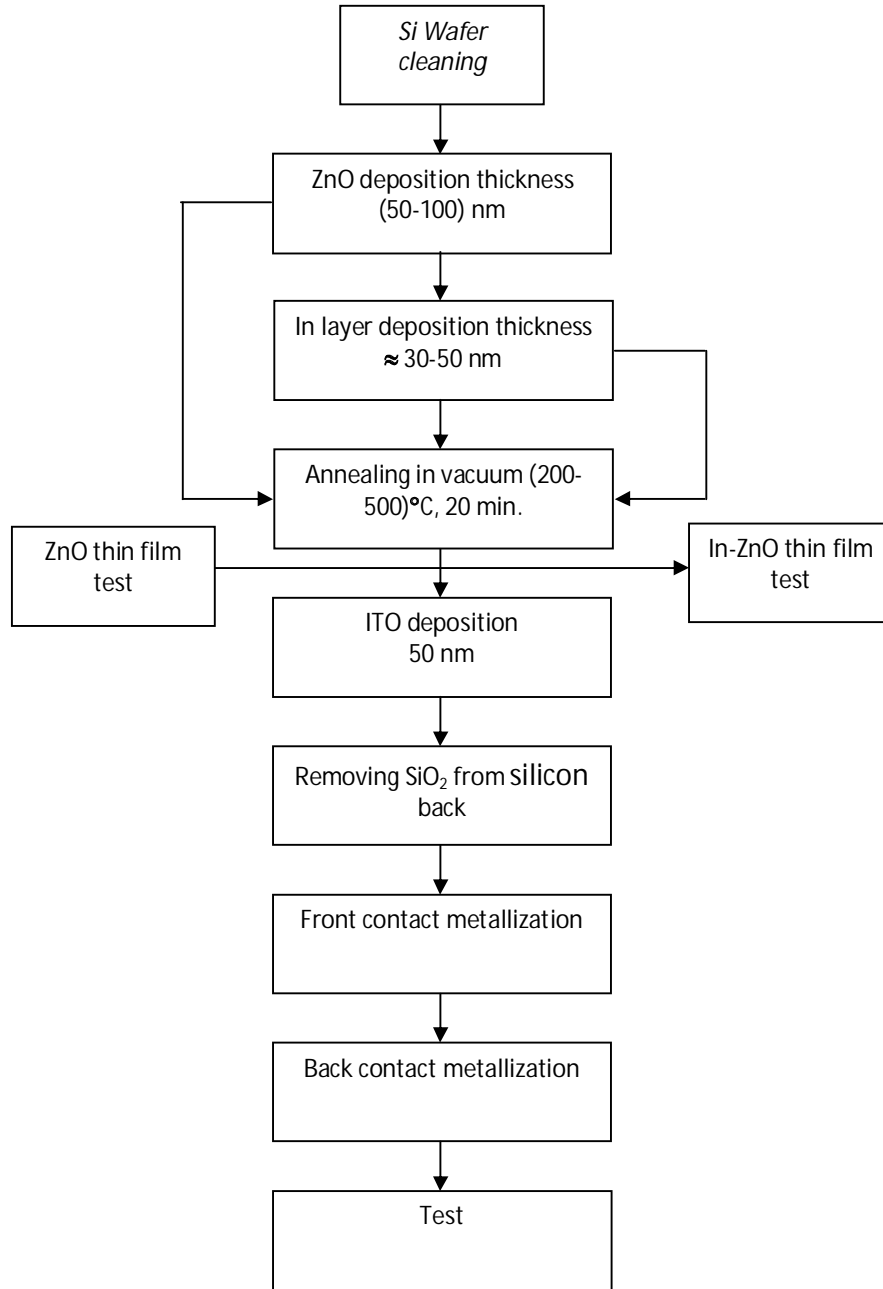 Si Wafer
cleaning
ZnO deposition thickness
(50-100) nm
In layer deposition thickness
≈ 30-50 nm
Annealing in vacuum (200-
500)°C, 20 min.
ZnO thin film
test
In-ZnO thin film
test
ITO deposition
50 nm
Removing SiO₂ from silicon
back
Front contact metallization
Back contact metallization
Test